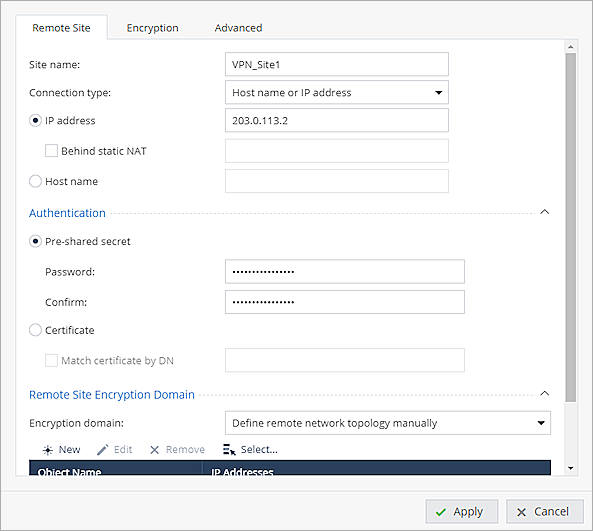 Remote Site Encryption Advanced
Site name: VPN_Site1
Connection type: Host name or IP address
IP address 203.0.113.2
Behind static NAT
Host name
Authentication
Pre-shared secret
Password: •••••••••••••••
Confirm: •••••••••••••••
Certificate
Match certificate by DN
Remote Site Encryption Domain
Encryption domain: Define remote network topology manually
New Edit Remove Select...
Object Name IP Addresses
Apply Cancel